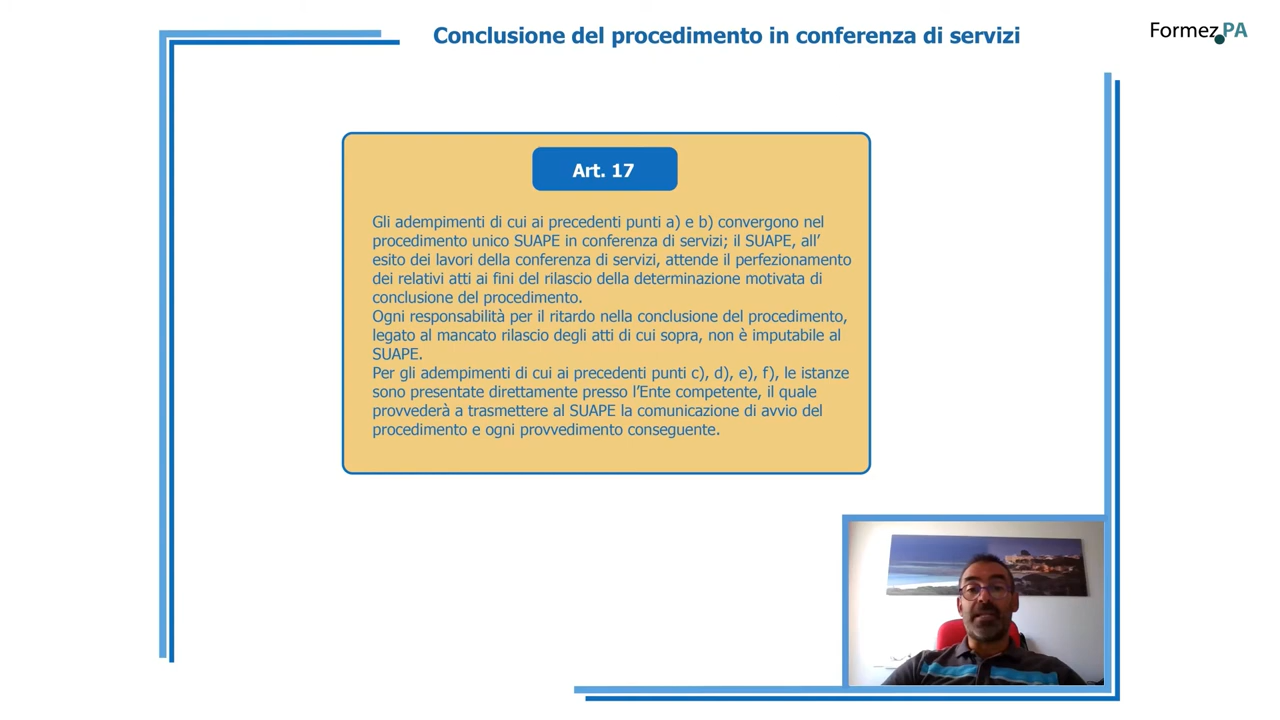 Conclusione del procedimento in conferenza di servizi
Formez PA
Art. 17
Gli adempimenti di cui ai precedenti punti a) e b) convergono nel
procedimento unico SUAPE in conferenza di servizi; il SUAPE, all’
esito dei lavori della conferenza di servizi, attende il perfezionamento
dei relativi atti ai fini del rilascio della determinazione motivata di
conclusione del procedimento.
Ogni responsabilità per il ritardo nella conclusione del procedimento,
legato al mancato rilascio degli atti di cui sopra, non è imputabile al
SUAPE.
Per gli adempimenti di cui ai precedenti punti c), d), e), f), le istanze
sono presentate direttamente presso l’Ente competente, il quale
provvederà a trasmettere al SUAPE la comunicazione di avvio del
procedimento e ogni provvedimento conseguente.